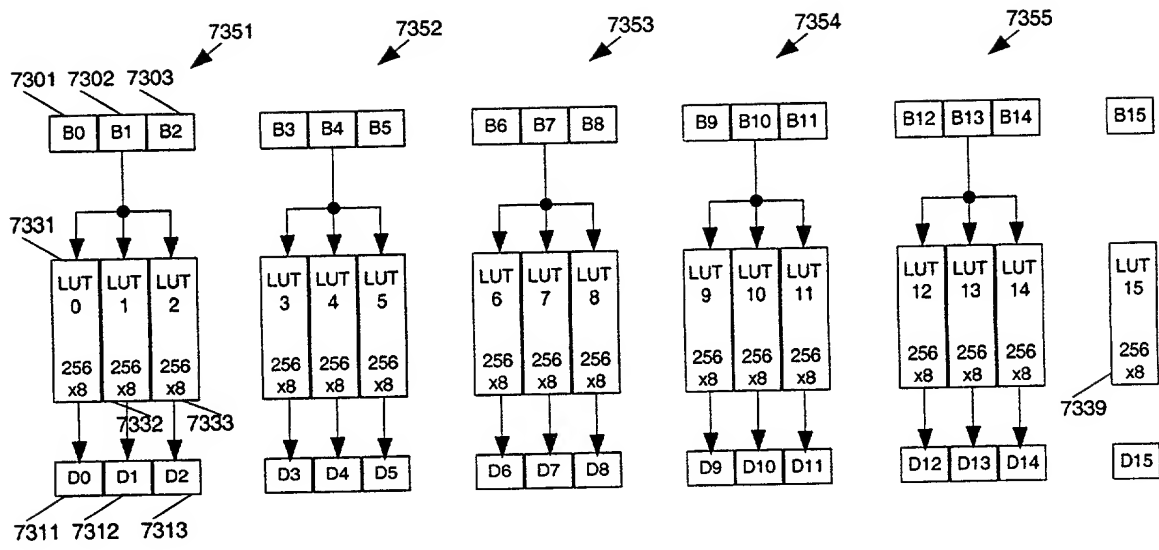 7351 7352 7353 7354 7355
7301 7302 7303
B0 B1 B2 B3 B4 B5 B6 B7 B8 B9 B10 B11 B12 B13 B14 B15
7331
LUT 0 LUT 1 LUT 2 LUT 3 LUT 4 LUT 5 LUT 6 LUT 7 LUT 8 LUT 9 LUT 10 LUT 11 LUT 12 LUT 13 LUT 14 LUT 15
256 x8 256 x8 256 x8 256 x8 256 x8 256 x8 256 x8 256 x8 256 x8 256 x8 256 x8 256 x8 256 x8 256 x8 256 x8 256 x8
7332 7333 7339
D0 D1 D2 D3 D4 D5 D6 D7 D8 D9 D10 D11 D12 D13 D14 D15
7311 7312 7313